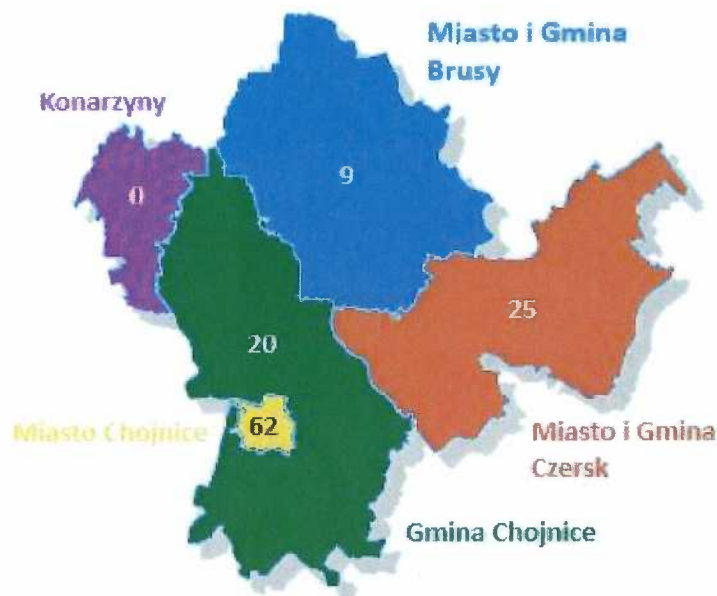 Miasto i Gmina
Brusy
Konarzyny
0
9
25
20
Miasto Chojnice
62
Miasto i Gmina
Czersk
Gmina Chojnice